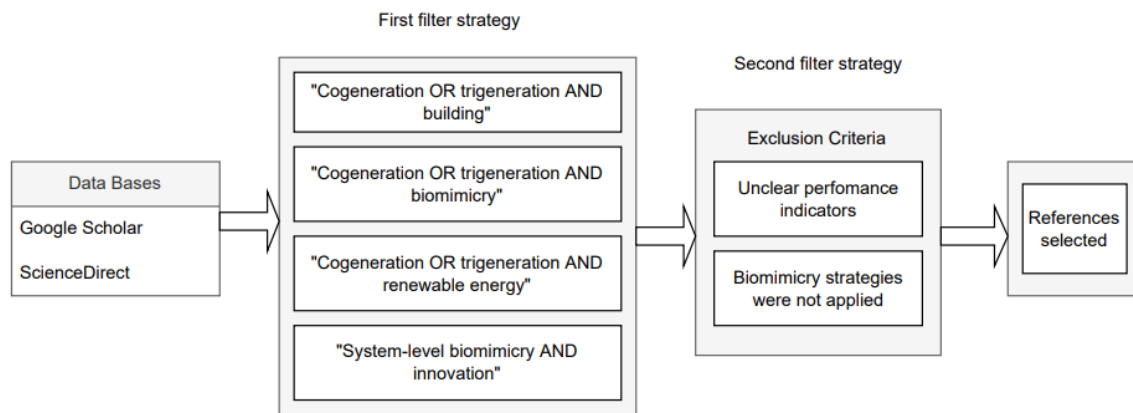 First filter strategy
Second filter strategy
Data Bases
Google Scholar
ScienceDirect
"Cogeneration OR trigeneration AND
building"
"Cogeneration OR trigeneration AND
biomimicry"
"Cogeneration OR trigeneration AND
renewable energy"
"System-level biomimicry AND
innovation"
Exclusion Criteria
Unclear perfomance
indicators
Biomimicry strategies
were not applied
References
selected